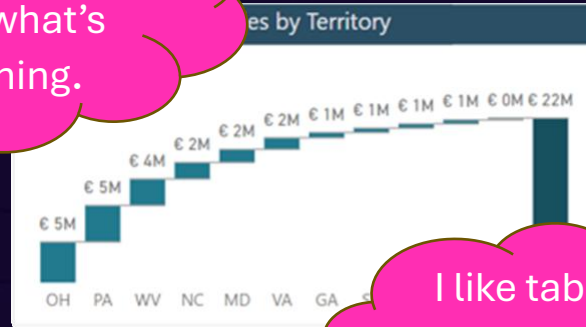 what's
es by Territory
ning.
€ 5M € 5M € 4M € 2M € 2M € 2M € 1M € 1M € 1M € 1M € 0M € 22M
OH PA WV NC MD VA GA
I like tab